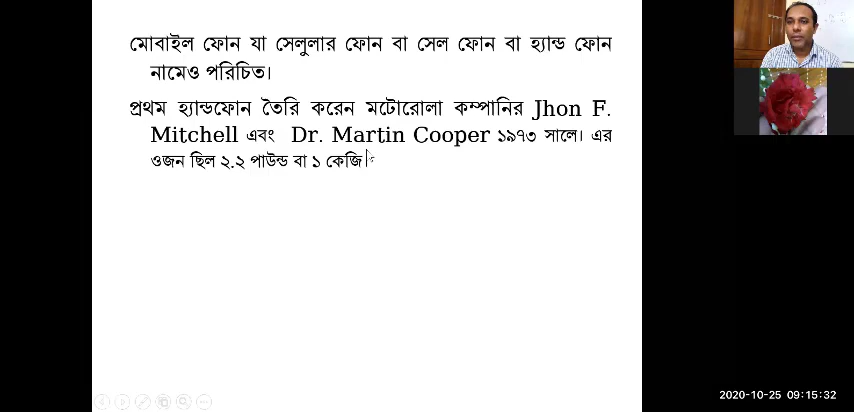 মোবাইল ফোন যা সেলুলার ফোন বা সেল ফোন বা হ্যান্ড ফোন
নামেও পরিচিত।
প্রথম হ্যান্ডফোন তৈরি করেন মটোরোলা কম্পানির Jhon F.
Mitchell এবং Dr. Martin Cooper ১৯৭৩ সালে। এর
ওজন ছিল ২.২ পাউন্ড বা ১ কেজি।
2020-10-25 09:15:32